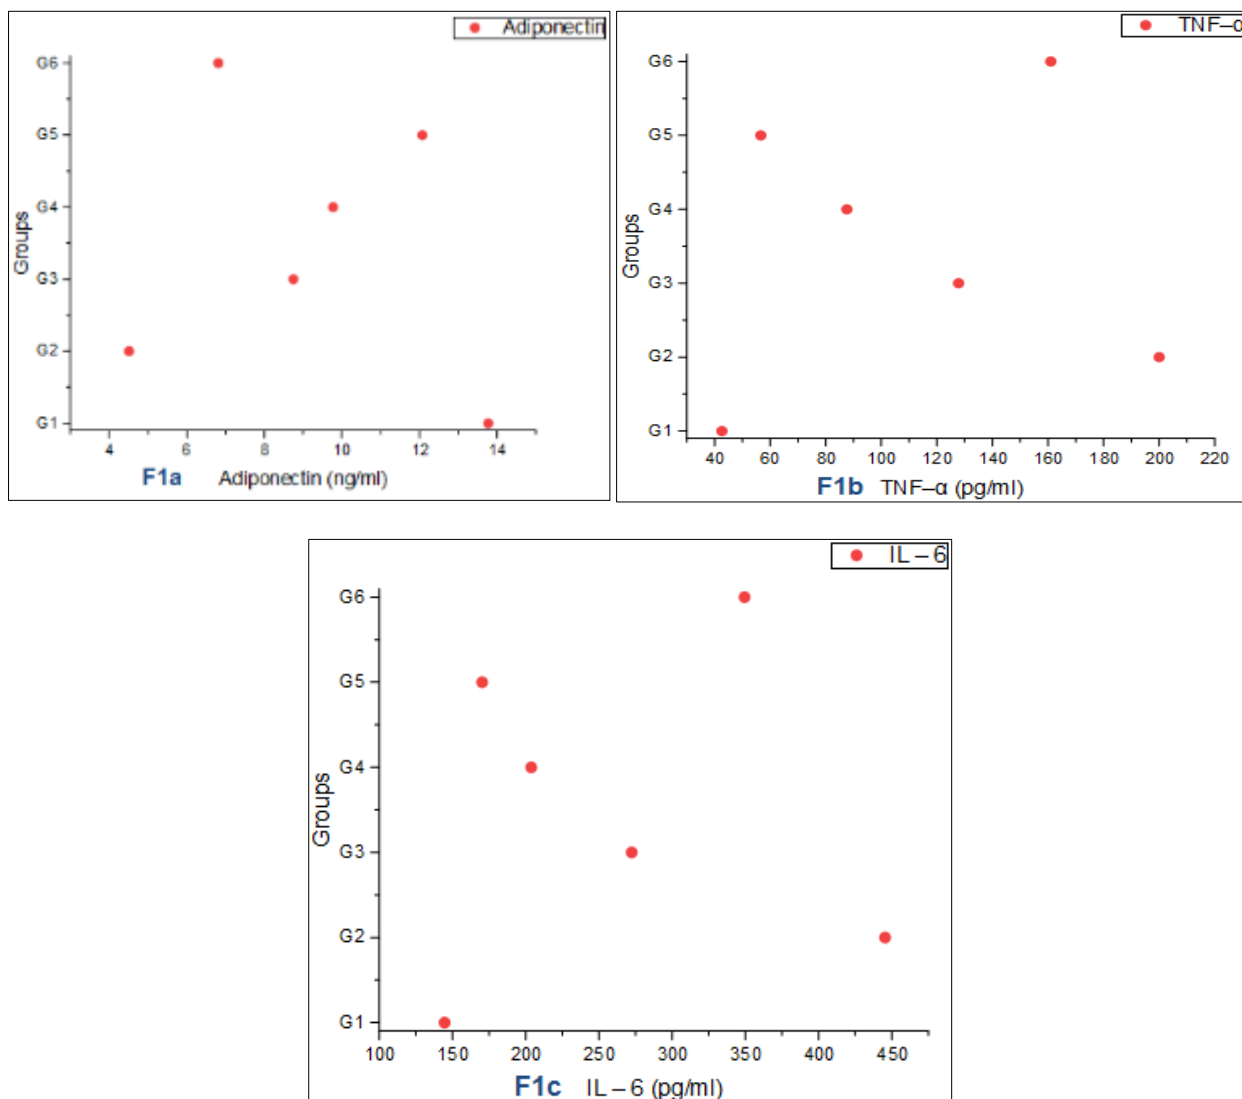 Adiponectin
G6
G5
G4
G3
G2
G1
Groups
4 6 8 10 12 14
F1a Adiponectin (ng/ml)
TNF–α
G6
G5
G4
G3
G2
G1
Groups
40 60 80 100 120 140 160 180 200 220
F1b TNF–α (pg/ml)
IL – 6
G6
G5
G4
G3
G2
G1
Groups
100 150 200 250 300 350 400 450
F1c IL – 6 (pg/ml)